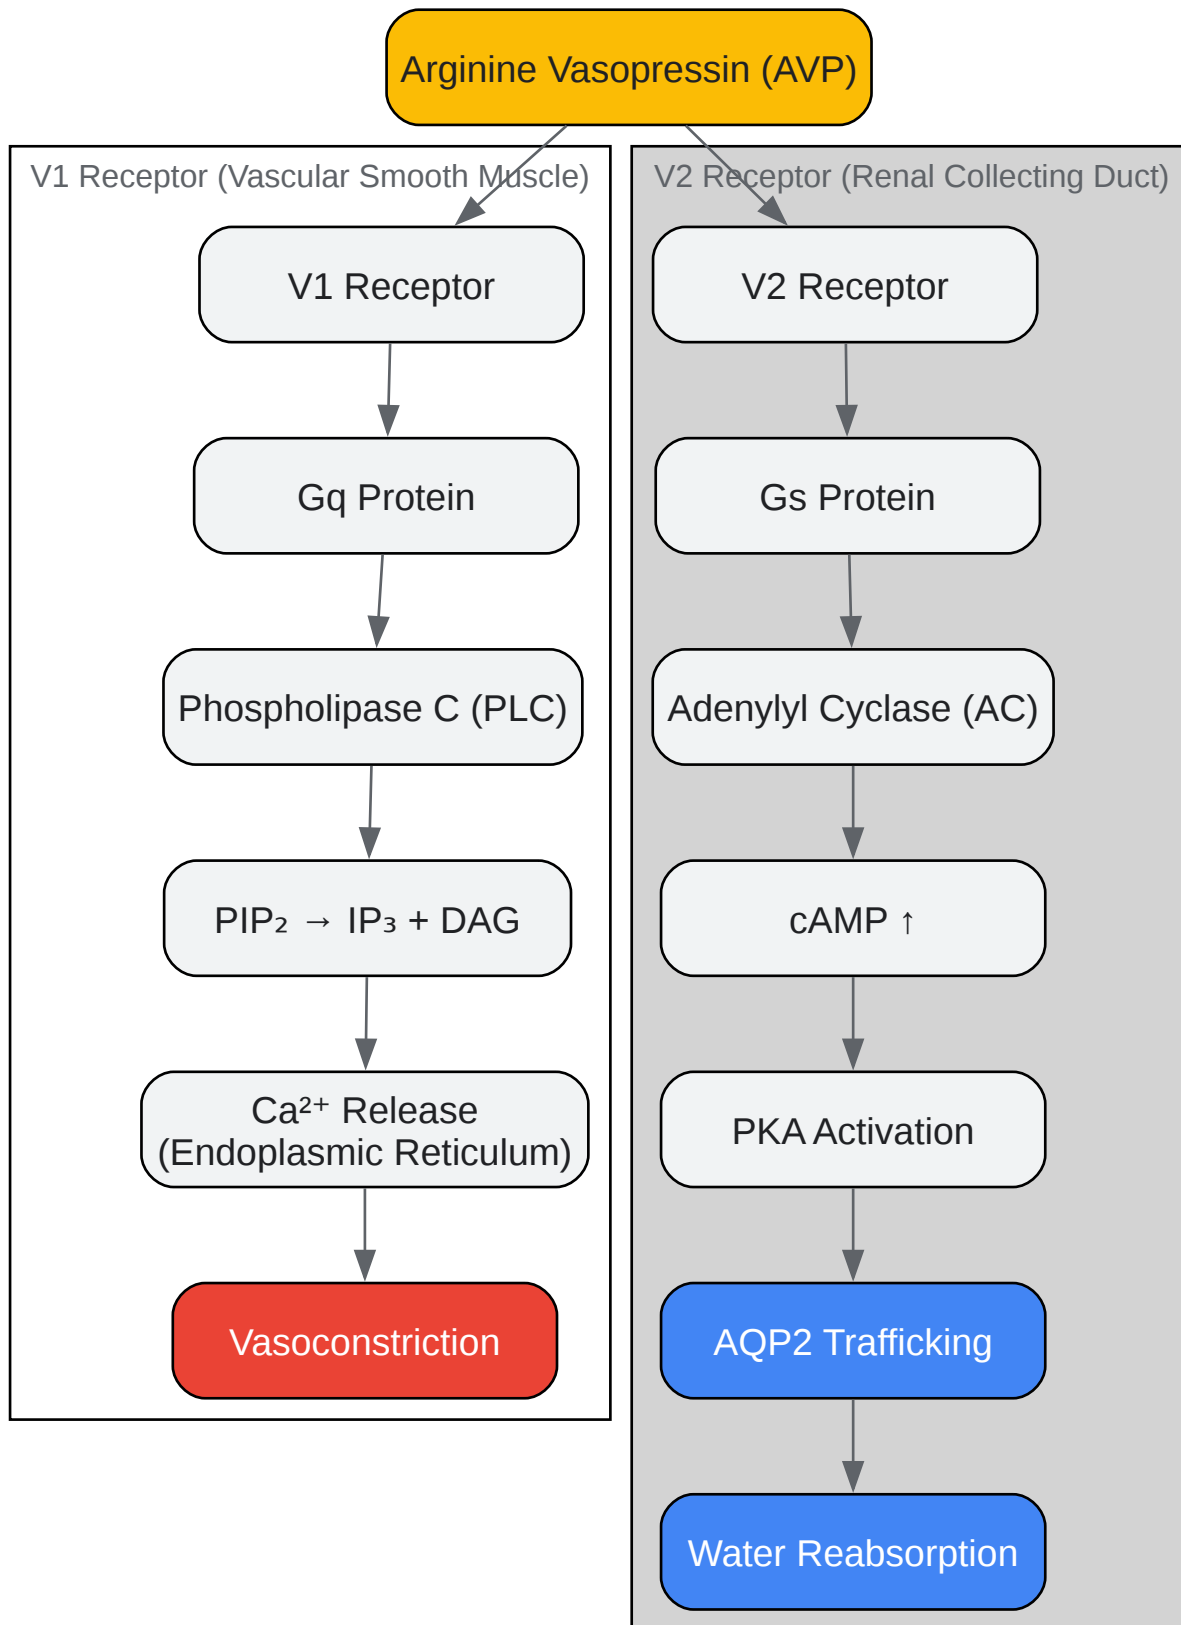 Arginine Vasopressin (AVP)
V1 Receptor (Vascular Smooth Muscle)
V1 Receptor
Gq Protein
Phospholipase C (PLC)
PIP₂ → IP₃ + DAG
Ca²⁺ Release
(Endoplasmic Reticulum)
Vasoconstriction
V2 Receptor (Renal Collecting Duct)
V2 Receptor
Gs Protein
Adenylyl Cyclase (AC)
cAMP ↑
PKA Activation
AQP2 Trafficking
Water Reabsorption